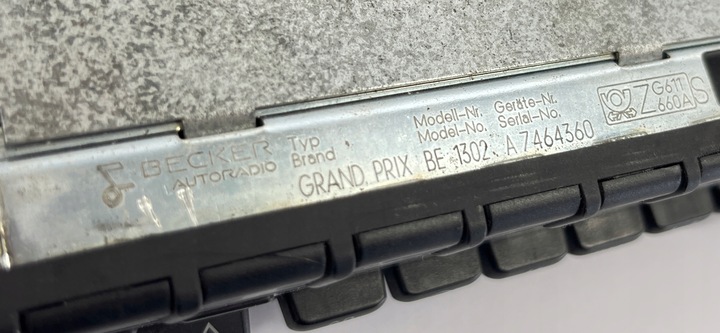 BECKER
AUTORADIO
Typ
Brand
GRAND PRIX
Modell-Nr.
Model-No.
BE 1302
Geräte-Nr.
Serial-No.
A 7464360
Z G611
660A S